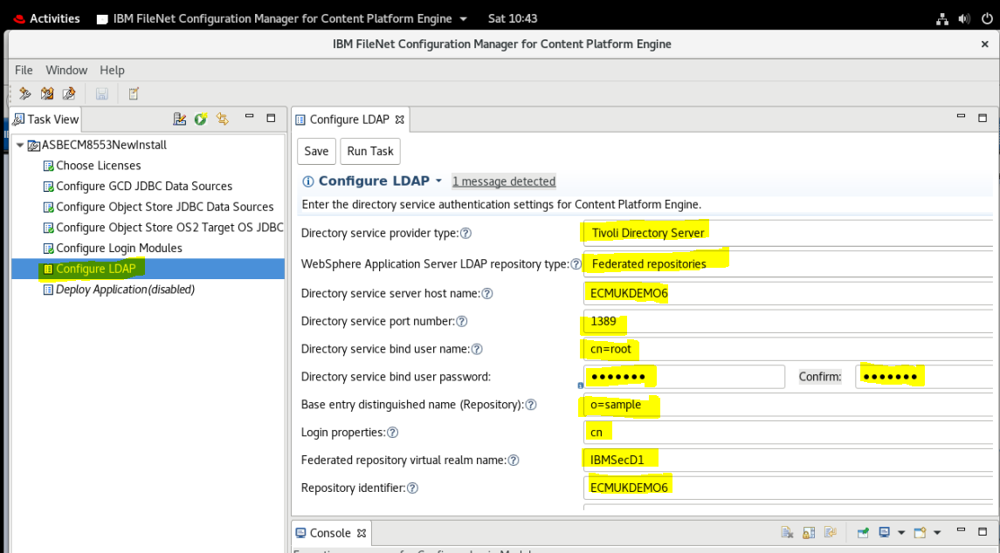 Activities IBM FileNet Configuration Manager for Content Platform Engine Sat 10:43
IBM FileNet Configuration Manager for Content Platform Engine
File Window Help
Task View
Configure LDAP
ASBECM8553NewInstall
Choose Licenses
Configure GCD JDBC Data Sources
Configure Object Store JDBC Data Sources
Configure Object Store OS2 Target OS JDBC
Configure Login Modules
Configure LDAP
Deploy Application(disabled)
Save Run Task
Configure LDAP 1 message detected
Enter the directory service authentication settings for Content Platform Engine.
Directory service provider type: Tivoli Directory Server
WebSphere Application Server LDAP repository type: Federated repositories
Directory service server host name: ECMUKDEMO6
Directory service port number: 1389
Directory service bind user name: cn=root
Directory service bind user password: ●●●●●●● Confirm: ●●●●●●●
Base entry distinguished name (Repository): o=sample
Login properties: cn
Federated repository virtual realm name: IBMSecD1
Repository identifier: ECMUKDEMO6
Console